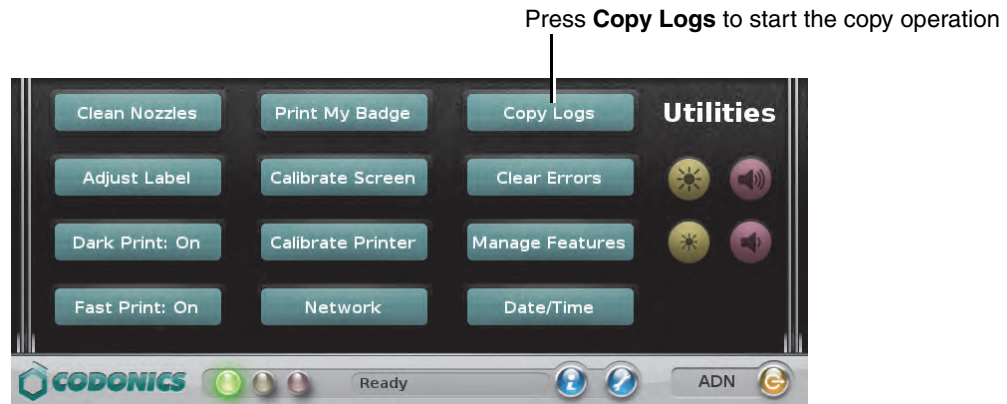 Press Copy Logs to start the copy operation
Clean Nozzles Print My Badge Copy Logs Utilities
Adjust Label Calibrate Screen Clear Errors
Dark Print: On Calibrate Printer Manage Features
Fast Print: On Network Date/Time
CODONICS Ready i ADN